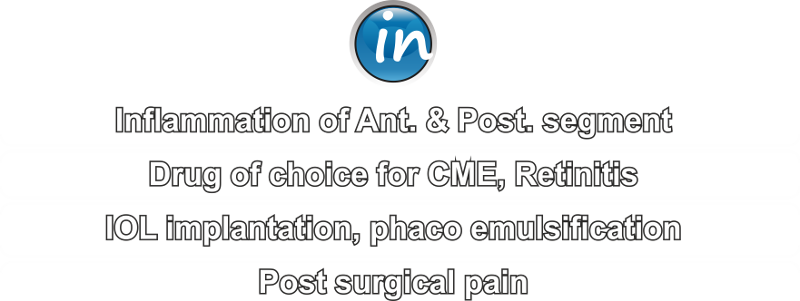 in
Inflammation of Ant. & Post. segment
Drug of choice for CME, Retinitis
IOL implantation, phaco emulsification
Post surgical pain